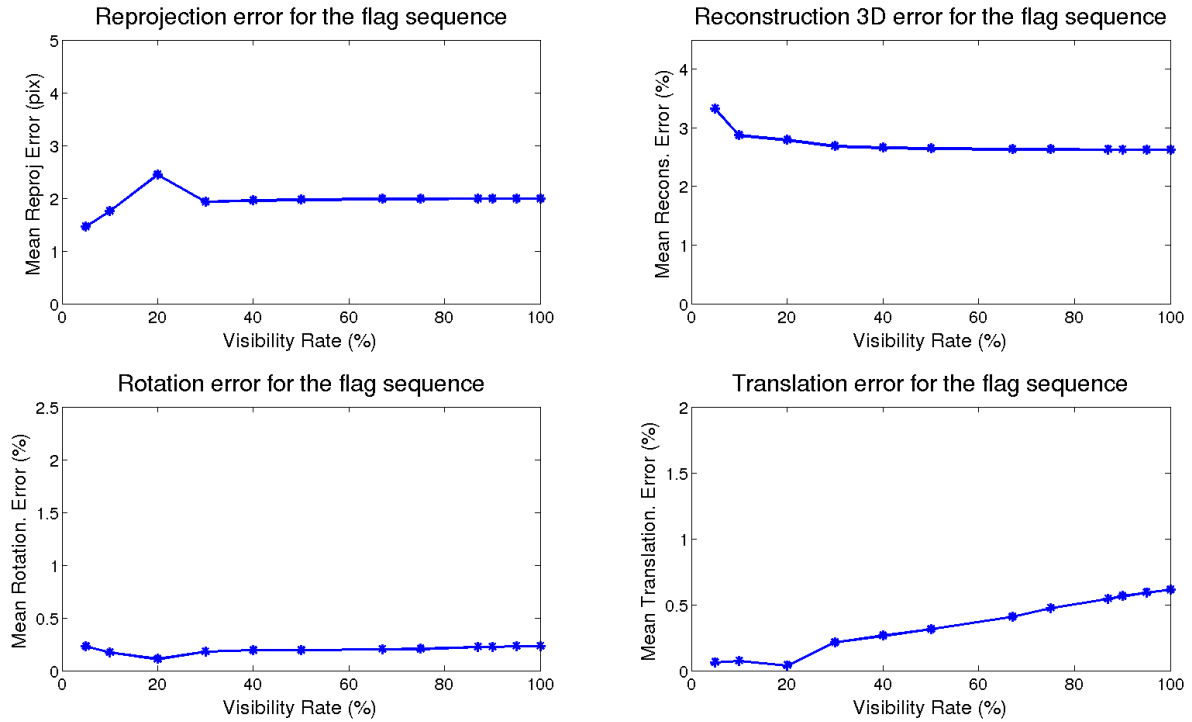 Reprojection error for the flag sequence
5
4
3
2
1
0
Mean Reproj Error (pix)
0 20 40 60 80 100
Visibility Rate (%)
Reconstruction 3D error for the flag sequence
4
3
2
1
0
Mean Recons. Error (%)
0 20 40 60 80 100
Visibility Rate (%)
Rotation error for the flag sequence
2.5
2
1.5
1
0.5
0
Mean Rotation. Error (%)
0 20 40 60 80 100
Visibility Rate (%)
Translation error for the flag sequence
2
1.5
1
0.5
0
Mean Translation. Error (%)
0 20 40 60 80 100
Visibility Rate (%)